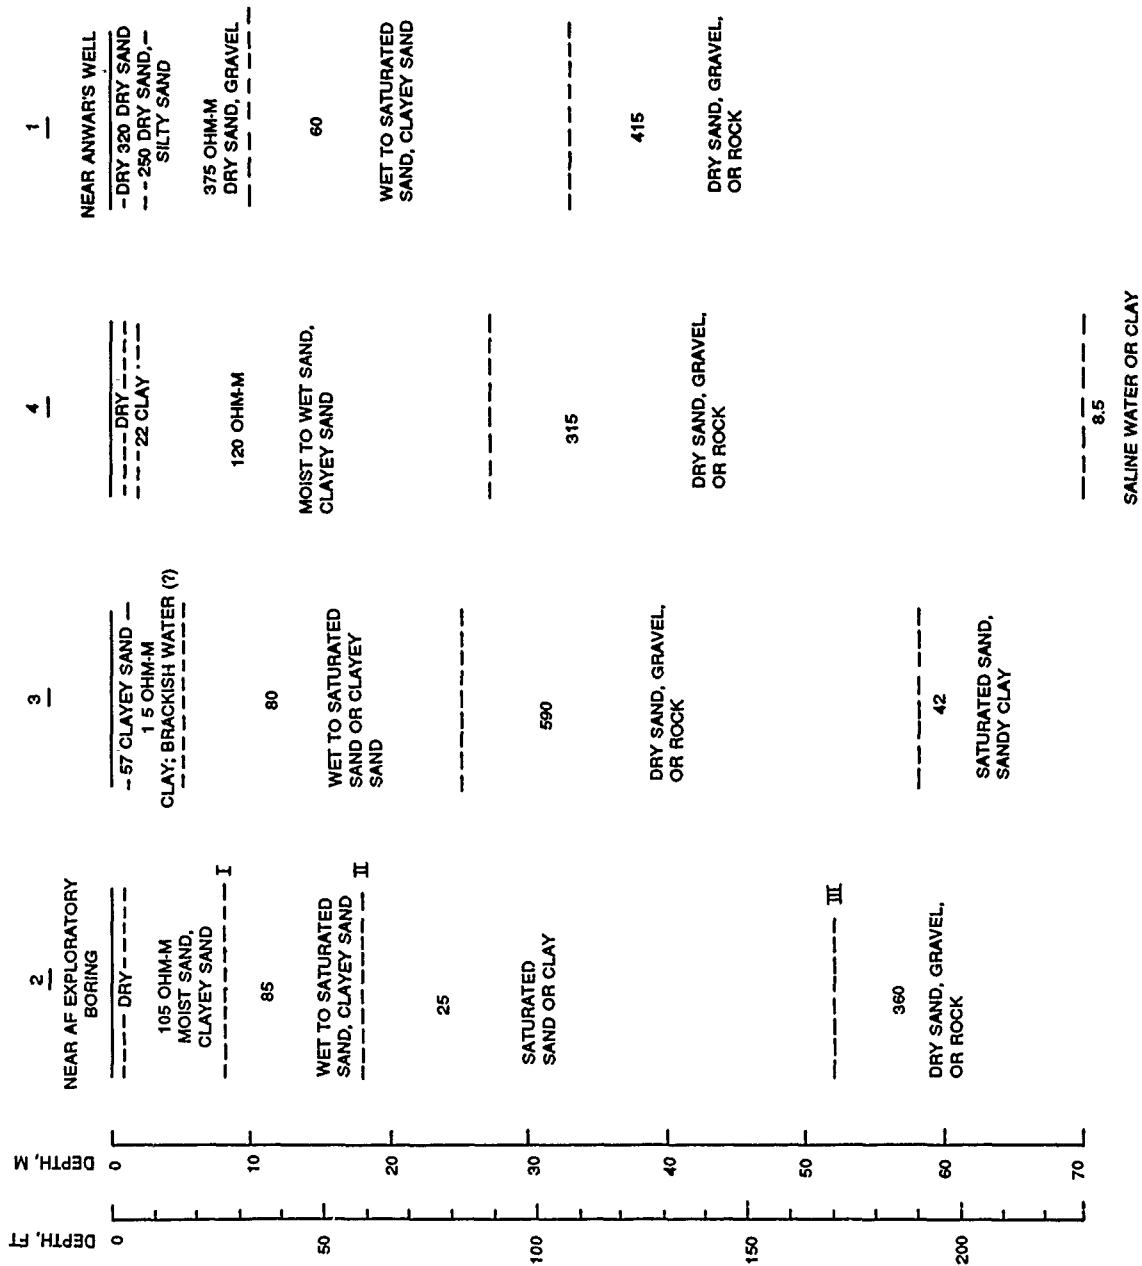 DEPTH, FT
0
50
100
150
200
DEPTH, M
0
10
20
30
40
50
60
70
2
NEAR AF EXPLORATORY
BORING
DRY
105 OHM-M
MOIST SAND,
CLAYEY SAND
I
85
WET TO SATURATED
SAND, CLAYEY SAND
II
25
SATURATED
SAND OR CLAY
III
360
DRY SAND, GRAVEL,
OR ROCK
3
57 CLAYEY SAND
1 5 OHM-M
CLAY; BRACKISH WATER (?)
80
WET TO SATURATED
SAND OR CLAYEY
SAND
590
DRY SAND, GRAVEL,
OR ROCK
42
SATURATED SAND,
SANDY CLAY
4
DRY
22 CLAY
120 OHM-M
MOIST TO WET SAND,
CLAYEY SAND
315
DRY SAND, GRAVEL,
OR ROCK
8.5
SALINE WATER OR CLAY
1
NEAR ANWAR'S WELL
DRY 320 DRY SAND
250 DRY SAND,
SILTY SAND
375 OHM-M
DRY SAND, GRAVEL
60
WET TO SATURATED
SAND, CLAYEY SAND
415
DRY SAND, GRAVEL,
OR ROCK